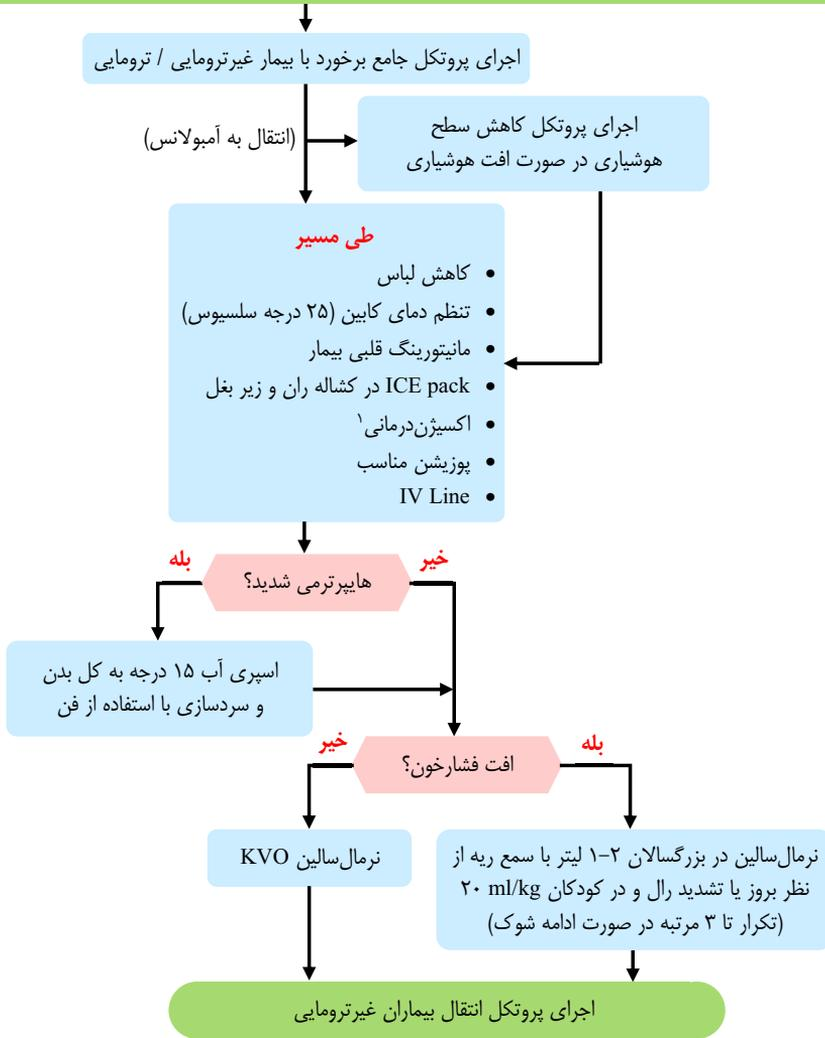 اجرای پروتکل جامع برخورد با بیمار غیرترومایی / ترومایی
(انتقال به آمبولانس)
اجرای پروتکل کاهش سطح
هوشیاری در صورت افت هوشیاری
طی مسیر
• کاهش لباس
• تنظم دمای کابین (۲۵ درجه سلسیوس)
• مانیتورینگ قلبی بیمار
• ICE pack در کشاله ران و زیر بغل
• اکسیژن‌درمانی۱
• پوزیشن مناسب
• IV Line
هایپرترمی شدید؟
خیر
بله
اسپری آب ۱۵ درجه به کل بدن
و سردسازی با استفاده از فن
افت فشارخون؟
بله
خیر
نرمال‌سالین در بزرگسالان ۲-۱ لیتر با سمع ریه از
نظر بروز یا تشدید رال و در کودکان ۲۰ ml/kg
(تکرار تا ۳ مرتبه در صورت ادامه شوک)
نرمال‌سالین KVO
اجرای پروتکل انتقال بیماران غیرترومایی